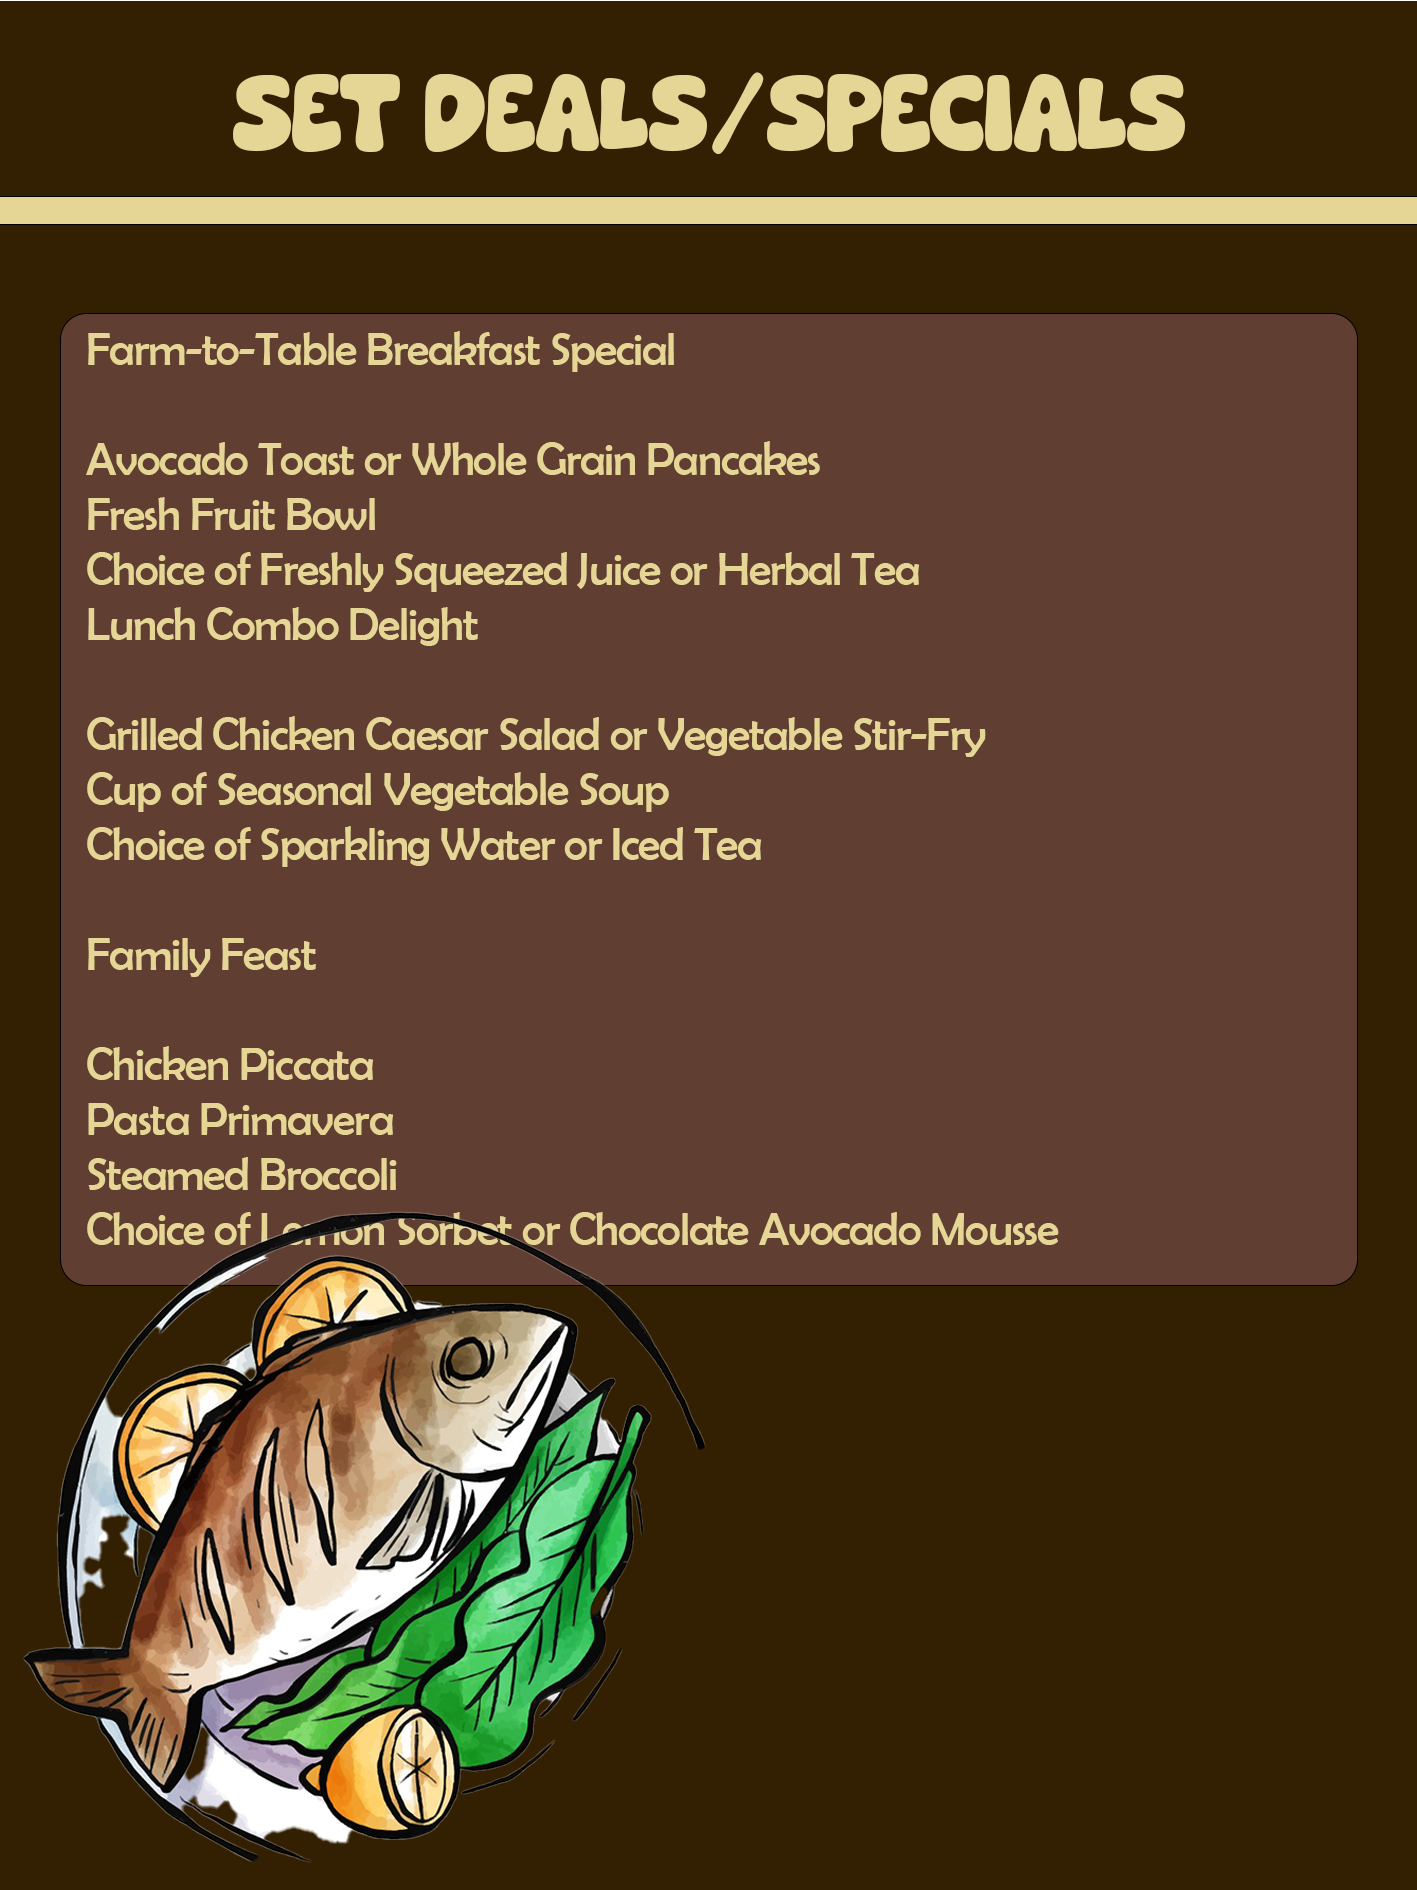 SET DEALS/SPECIALS
Farm-to-Table Breakfast Special
Avocado Toast or Whole Grain Pancakes
Fresh Fruit Bowl
Choice of Freshly Squeezed Juice or Herbal Tea
Lunch Combo Delight
Grilled Chicken Caesar Salad or Vegetable Stir-Fry
Cup of Seasonal Vegetable Soup
Choice of Sparkling Water or Iced Tea
Family Feast
Chicken Piccata
Pasta Primavera
Steamed Broccoli
Choice of Lemon Sorbet or Chocolate Avocado Mousse